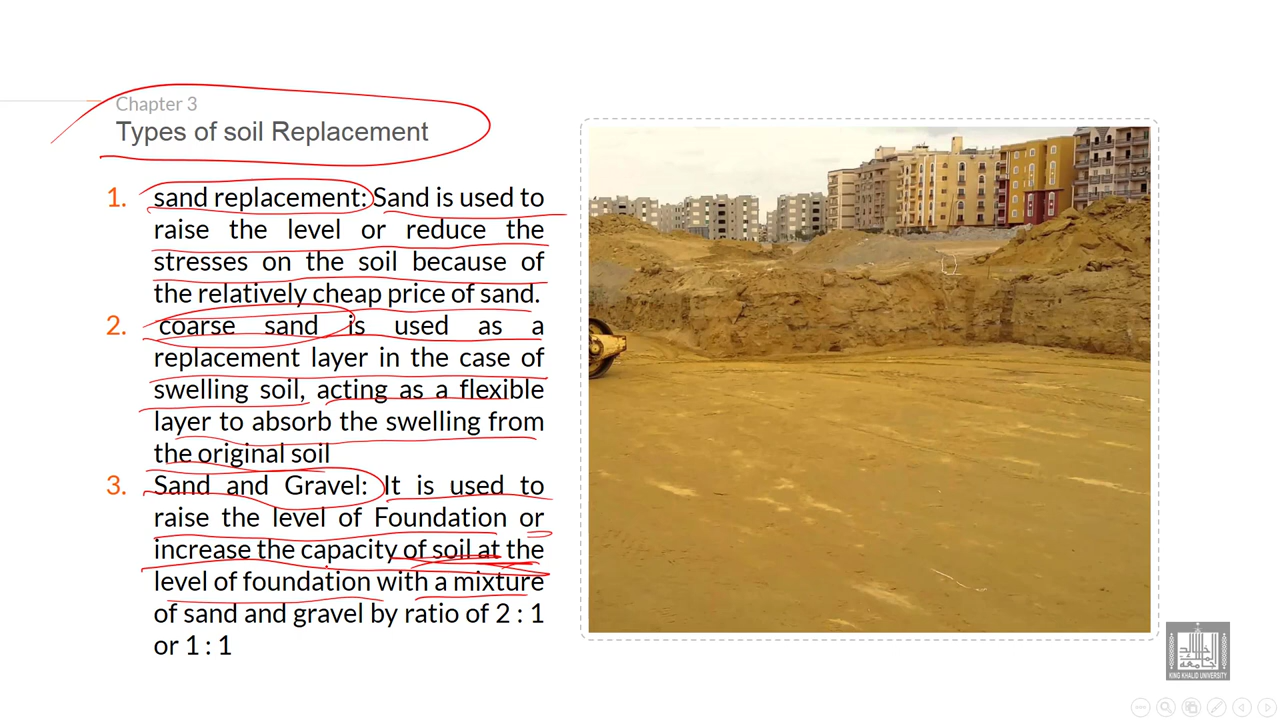 Chapter 3
Types of soil Replacement
1. sand replacement: Sand is used to
raise the level or reduce the
stresses on the soil because of
the relatively cheap price of sand.
2. coarse sand is used as a
replacement layer in the case of
swelling soil, acting as a flexible
layer to absorb the swelling from
the original soil
3. Sand and Gravel: It is used to
raise the level of Foundation or
increase the capacity of soil at the
level of foundation with a mixture
of sand and gravel by ratio of 2 : 1
or 1 : 1
KING KHALID UNIVERSITY